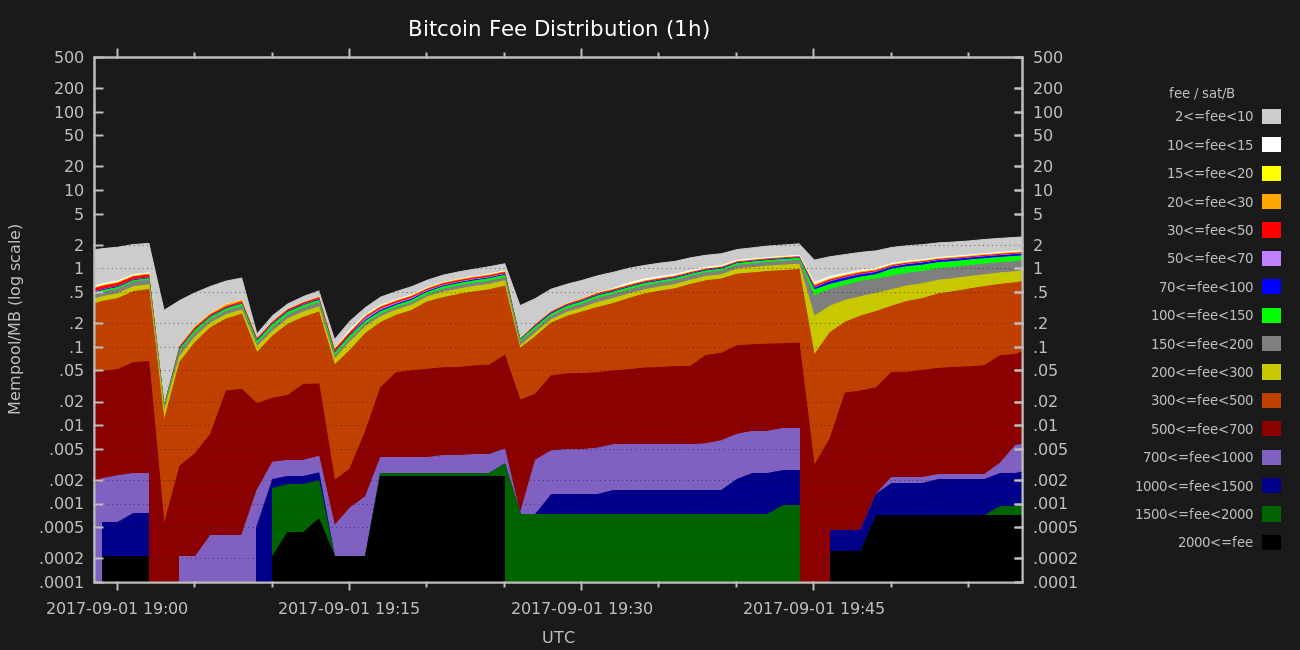 Bitcoin Fee Distribution (1h)
Mempool/MB (log scale)
500
200
100
50
20
10
5
2
1
.5
.2
.1
.05
.02
.01
.005
.002
.001
.0005
.0002
.0001
500
200
100
50
20
10
5
2
1
.5
.2
.1
.05
.02
.01
.005
.002
.001
.0005
.0002
.0001
2017-09-01 19:00 2017-09-01 19:15 2017-09-01 19:30 2017-09-01 19:45
UTC
fee / sat/B
2<=fee<10
10<=fee<15
15<=fee<20
20<=fee<30
30<=fee<50
50<=fee<70
70<=fee<100
100<=fee<150
150<=fee<200
200<=fee<300
300<=fee<500
500<=fee<700
700<=fee<1000
1000<=fee<1500
1500<=fee<2000
2000<=fee